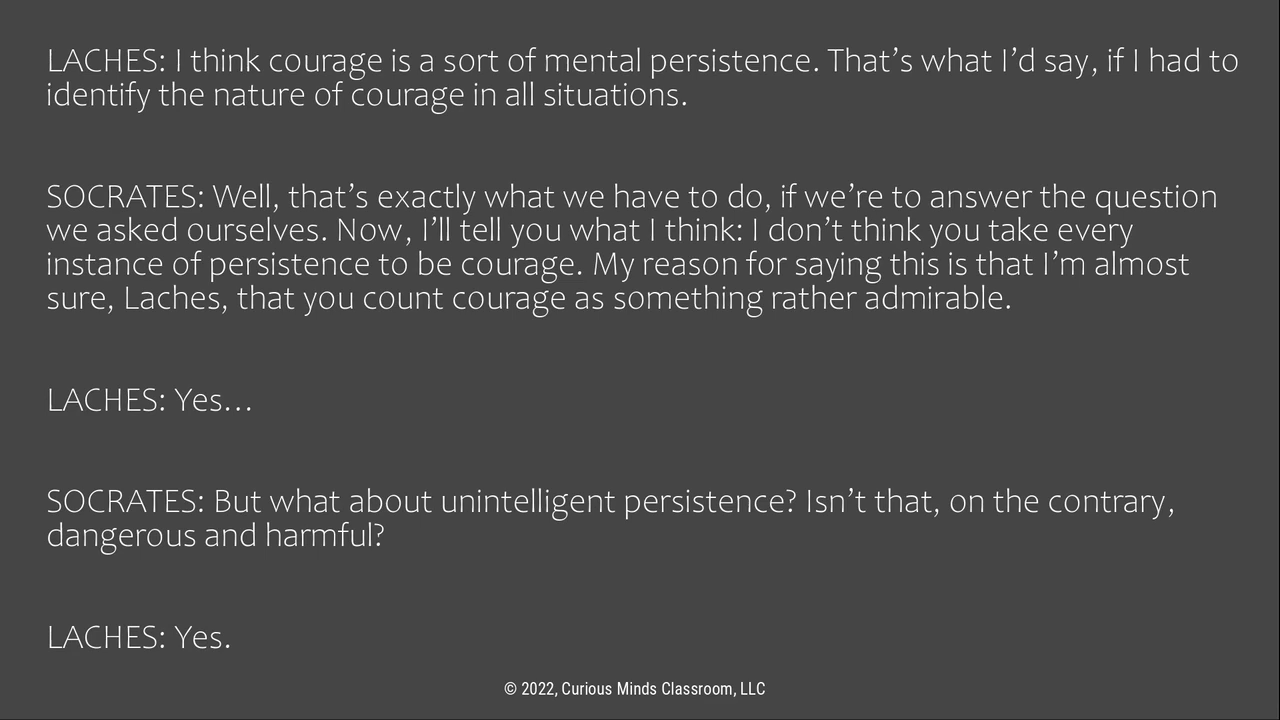 LACHES: I think courage is a sort of mental persistence. That’s what I’d say, if I had to
identify the nature of courage in all situations.
SOCRATES: Well, that’s exactly what we have to do, if we’re to answer the question
we asked ourselves. Now, I’ll tell you what I think: I don’t think you take every
instance of persistence to be courage. My reason for saying this is that I’m almost
sure, Laches, that you count courage as something rather admirable.
LACHES: Yes…
SOCRATES: But what about unintelligent persistence? Isn’t that, on the contrary,
dangerous and harmful?
LACHES: Yes.
© 2022, Curious Minds Classroom, LLC